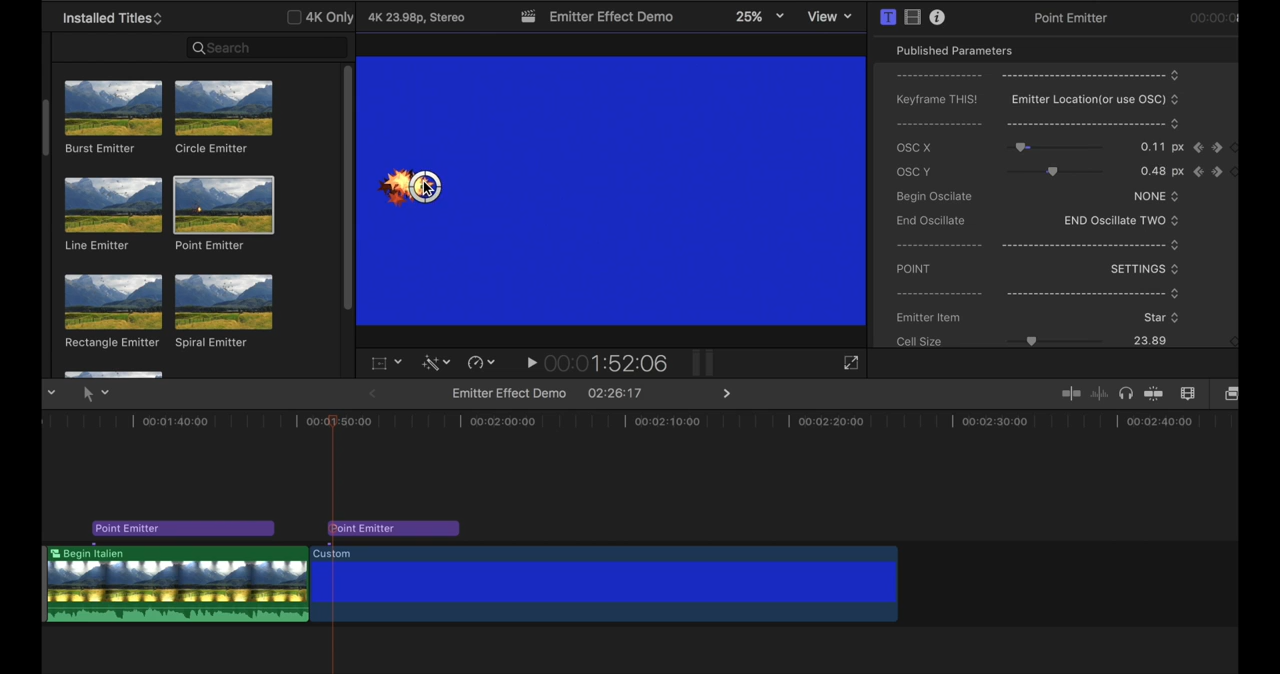 Installed Titles
4K Only
4K 23.98p, Stereo
Emitter Effect Demo
25%
View
T
i
Point Emitter
Search
Published Parameters
Burst Emitter
Circle Emitter
Line Emitter
Point Emitter
Rectangle Emitter
Spiral Emitter
--------------- -----------------------------
Keyframe THIS! Emitter Location(or use OSC)
--------------- ----------------------------
OSC X 0.11 px
OSC Y 0.48 px
Begin Oscilate NONE
End Oscillate END Oscillate TWO
--------------- -----------------------------
POINT SETTINGS
--------------- ----------------------------
Emitter Item Star
Cell Size 23.89
00:01:52:06
Emitter Effect Demo 02:26:17
00:01:40:00
00:01:50:00
00:02:00:00
00:02:10:00
00:02:20:00
00:02:30:00
00:02:40:00
Point Emitter
Point Emitter
Begin Italien
Custom